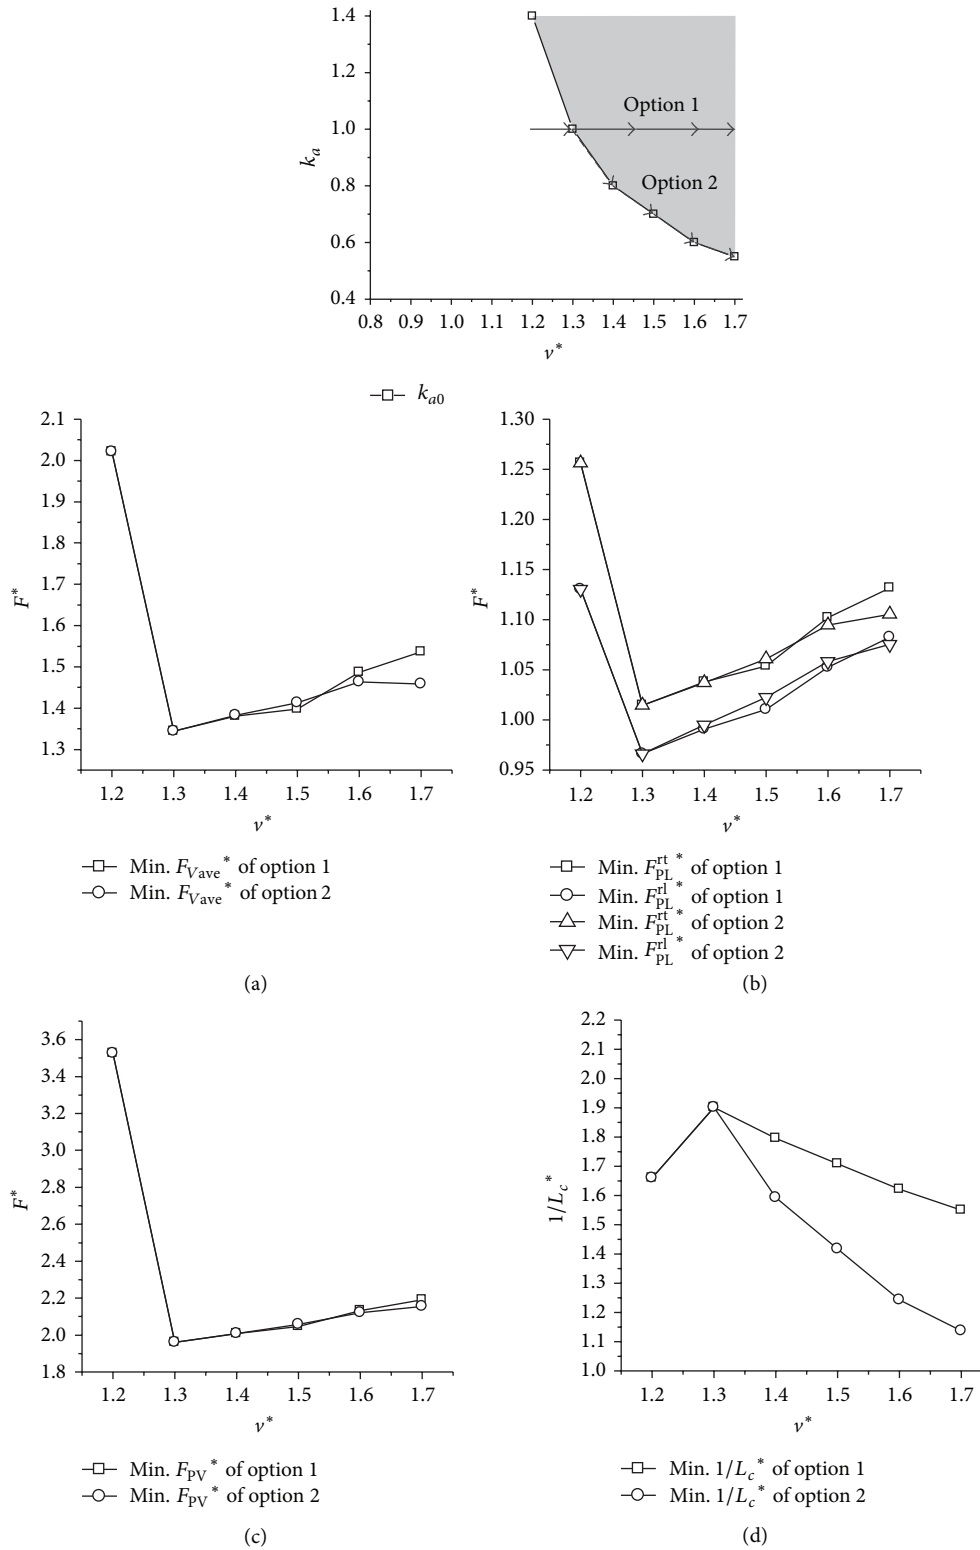 1.4
1.2
1.0
0.8
0.6
0.4
k_a
Option 1
Option 2
0.8 0.9 1.0 1.1 1.2 1.3 1.4 1.5 1.6 1.7
ν*
k_a0
2.1
2.0
1.9
1.8
1.7
1.6
1.5
1.4
1.3
F*
1.2 1.3 1.4 1.5 1.6 1.7
ν*
Min. F_Vave* of option 1
Min. F_Vave* of option 2
(a)
1.30
1.25
1.20
1.15
1.10
1.05
1.00
0.95
F*
1.2 1.3 1.4 1.5 1.6 1.7
ν*
Min. F_PL^rt* of option 1
Min. F_PL^rl* of option 1
Min. F_PL^rt* of option 2
Min. F_PL^rl* of option 2
(b)
3.6
3.4
3.2
3.0
2.8
2.6
2.4
2.2
2.0
1.8
F*
1.2 1.3 1.4 1.5 1.6 1.7
ν*
Min. F_PV* of option 1
Min. F_PV* of option 2
(c)
2.2
2.1
2.0
1.9
1.8
1.7
1.6
1.5
1.4
1.3
1.2
1.1
1.0
1/L_c*
1.2 1.3 1.4 1.5 1.6 1.7
ν*
Min. 1/L_c* of option 1
Min. 1/L_c* of option 2
(d)